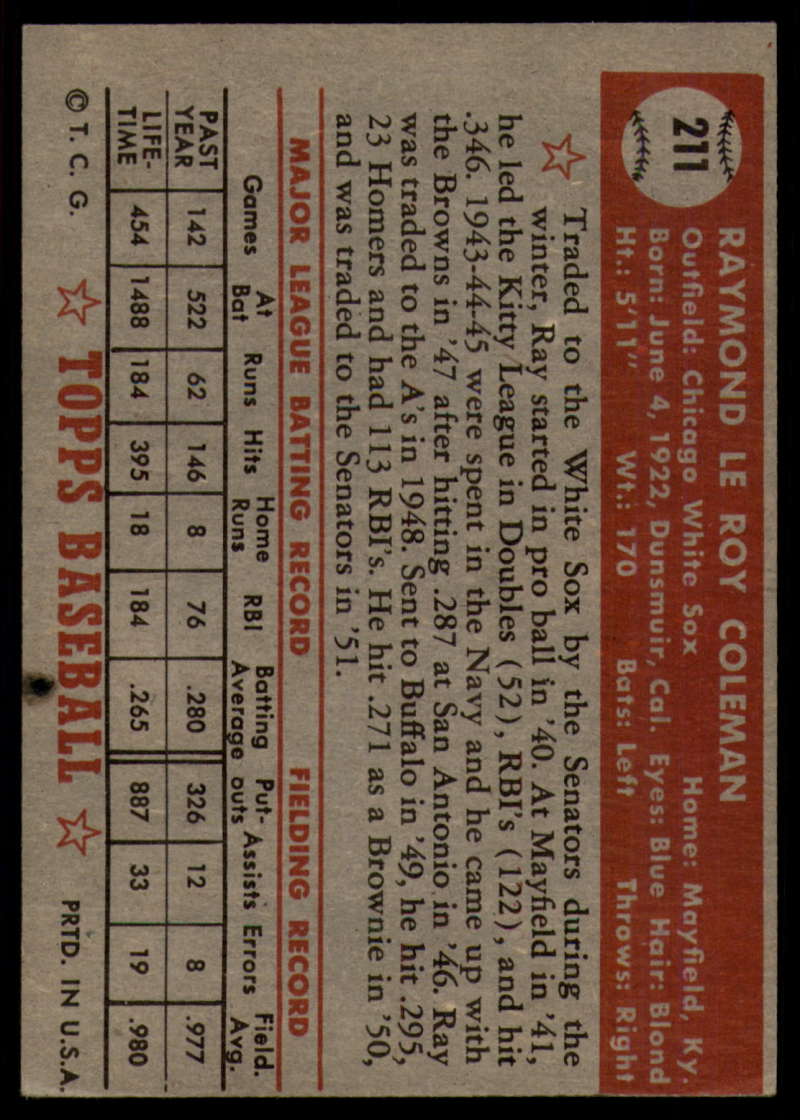 211
RAYMOND LE ROY COLEMAN
Outfield: Chicago White Sox Home: Mayfield, Ky.
Born: June 4, 1922, Dunsmuir, Cal. Eyes: Blue Hair: Blond
Ht.: 5'11" Wt.: 170 Bats: Left Throws: Right
Traded to the White Sox by the Senators during the
winter, Ray started in pro ball in '40. At Mayfield in '41,
he led the Kitty League in Doubles (52), RBI's (122), and hit
.346. 1943-44-45 were spent in the Navy and he came up with
the Browns in '47 after hitting .287 at San Antonio in '46. Ray
was traded to the A's in 1948. Sent to Buffalo in '49, he hit .295,
23 Homers and had 113 RBI's. He hit .271 as a Brownie in '50,
and was traded to the Senators in '51.
MAJOR LEAGUE BATTING RECORD FIELDING RECORD
Games At Bat Runs Hits Home Runs RBI Batting Average Put-outs Assists Errors Field. Avg.
PAST YEAR 142 522 62 146 8 76 .280 326 12 8 .977
LIFE-TIME 454 1488 184 395 18 184 .265 887 33 19 .980
© T. C. G. TOPPS BASEBALL PRTD. IN U.S.A.